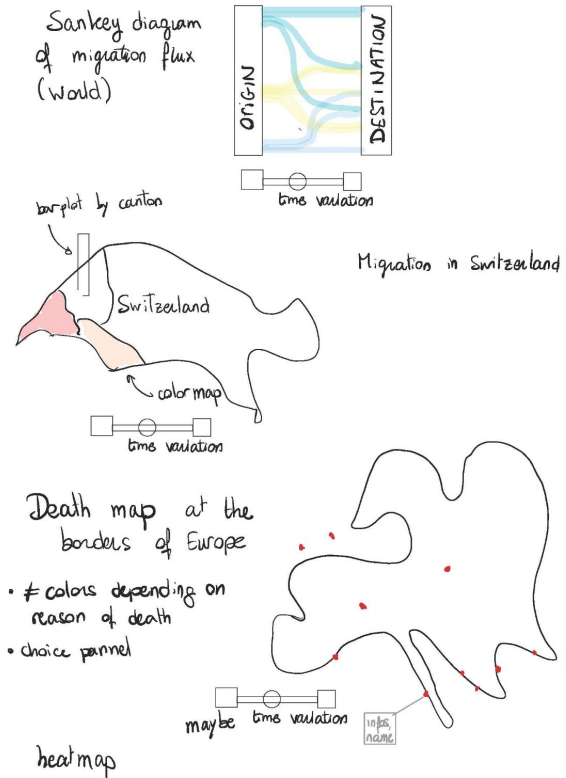 Sankey diagram
of migration flux
(World)
ORIGIN
DESTINATION
time variation
barplot by canton
Migration in Switzerland
Switzerland
color map
time variation
Death map at the
borders of Europe
• ≠ colors depending on
reason of death
• choice pannel
maybe time variation
infos,
name
heatmap